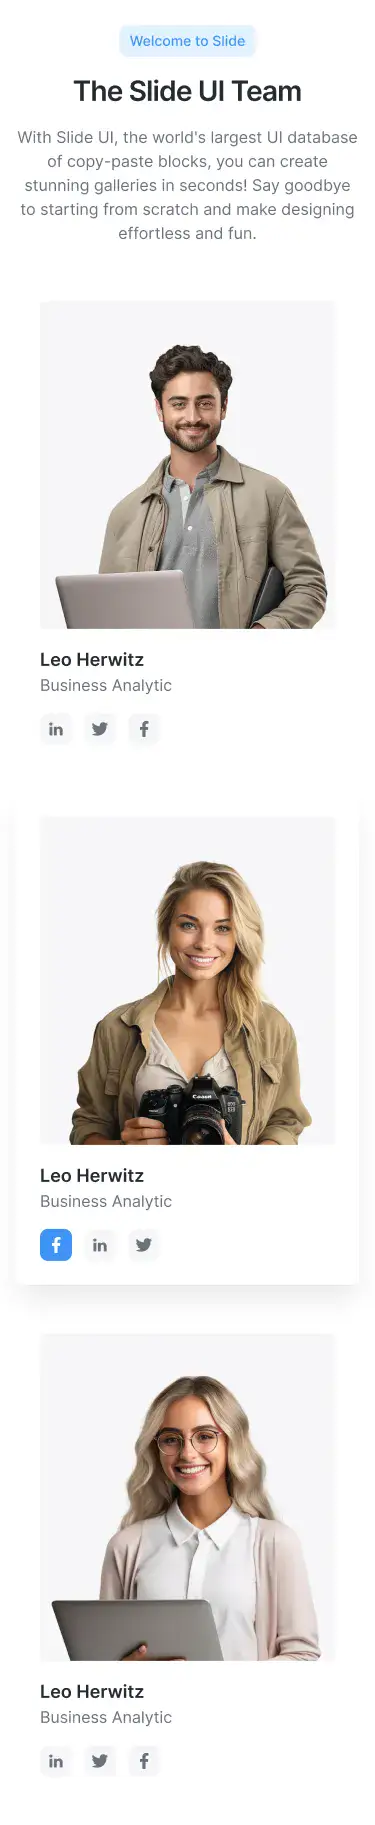 Welcome to Slide
The Slide UI Team
With Slide UI, the world's largest UI database
of copy-paste blocks, you can create
stunning galleries in seconds! Say goodbye
to starting from scratch and make designing
effortless and fun.
Leo Herwitz
Business Analytic
in f
Canon
Leo Herwitz
Business Analytic
f in
Leo Herwitz
Business Analytic
in f